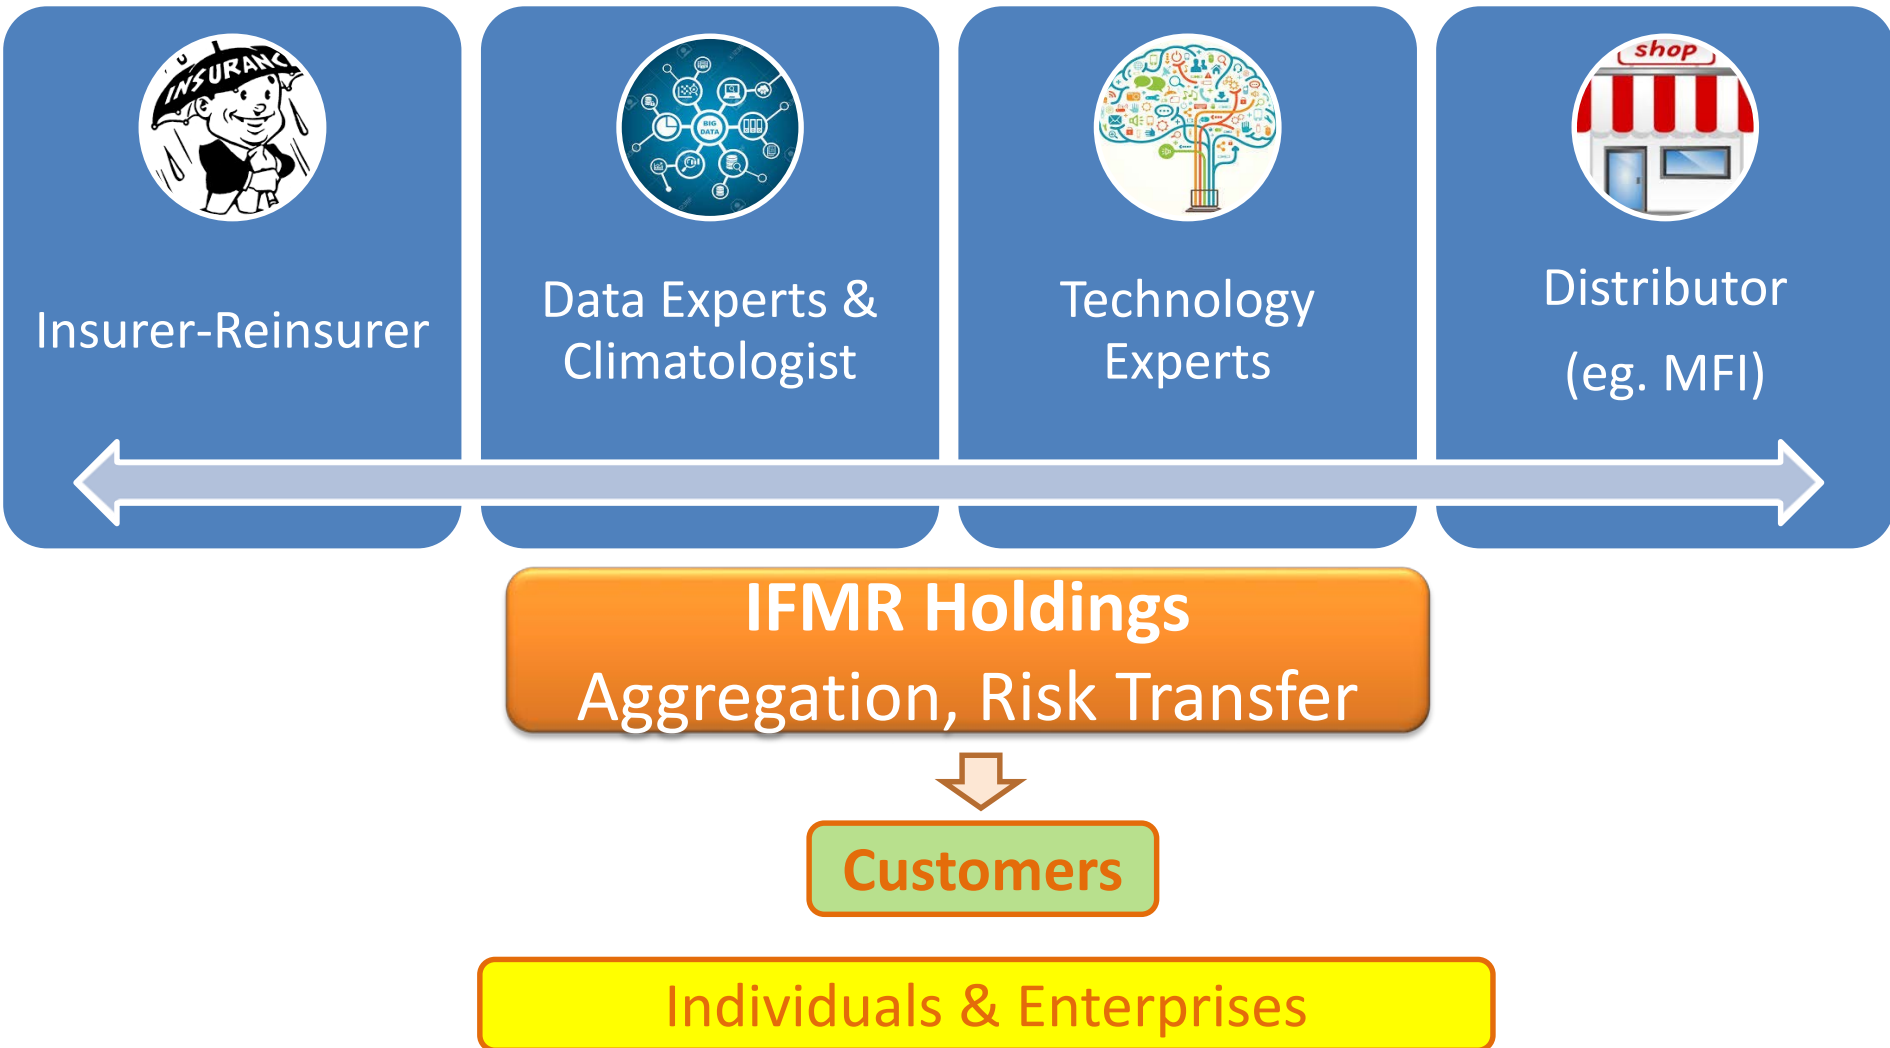 INSURANC
Insurer-Reinsurer
BIG
DATA
Data Experts &
Climatologist
Technology
Experts
shop
Distributor
(eg. MFI)
IFMR Holdings
Aggregation, Risk Transfer
Customers
Individuals & Enterprises